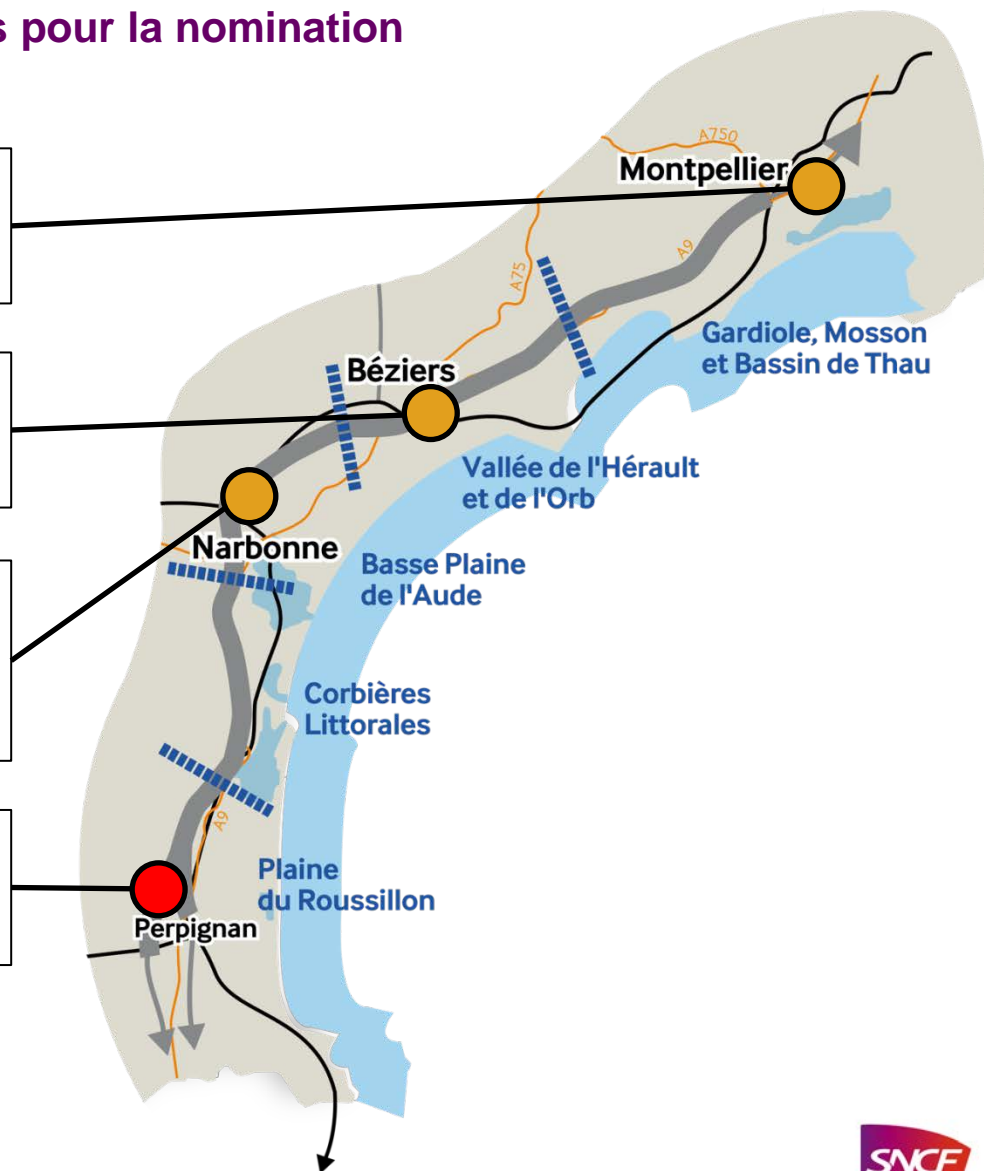 s pour la nomination
A750
Montpellier
A9
A75
Gardiole, Mosson
et Bassin de Thau
Béziers
Vallée de l'Hérault
et de l'Orb
Narbonne
Basse Plaine
de l'Aude
Corbières
Littorales
A9
Plaine
du Roussillon
Perpignan
SNCF